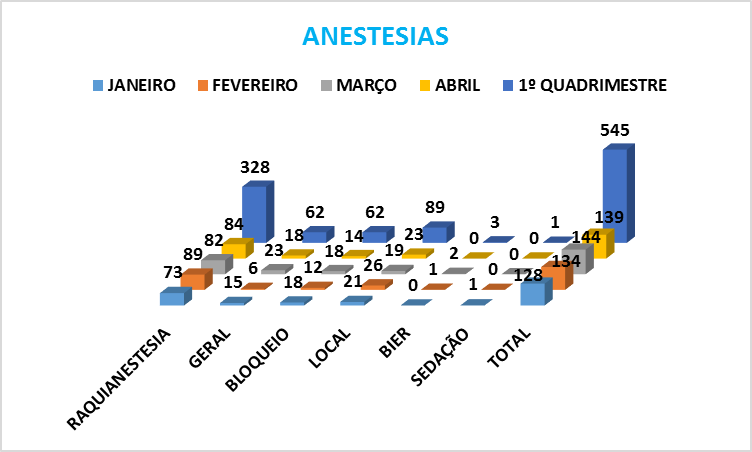 ANESTESIAS
JANEIRO FEVEREIRO MARÇO ABRIL 1º QUADRIMESTRE
328 62 62 89 3 1 545
84 18 14 23 0 0 139
82 23 18 19 2 0 144
89 6 12 26 1 0 134
73 15 18 21 0 1 128
RAQUIANESTESIA
GERAL
BLOQUEIO
LOCAL
BIER
SEDAÇÃO
TOTAL